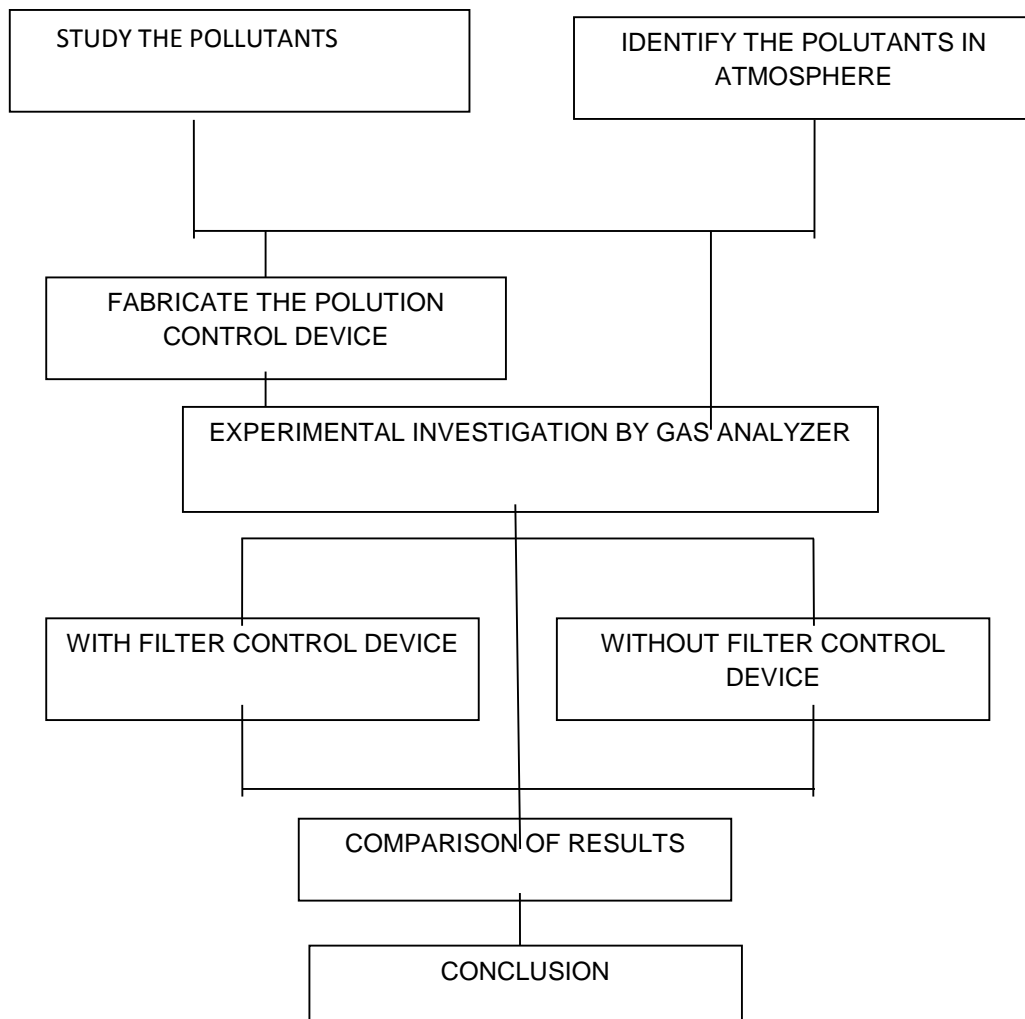 STUDY THE POLLUTANTS
IDENTIFY THE POLUTANTS IN
ATMOSPHERE
FABRICATE THE POLUTION
CONTROL DEVICE
EXPERIMENTAL INVESTIGATION BY GAS ANALYZER
WITH FILTER CONTROL DEVICE
WITHOUT FILTER CONTROL
DEVICE
COMPARISON OF RESULTS
CONCLUSION